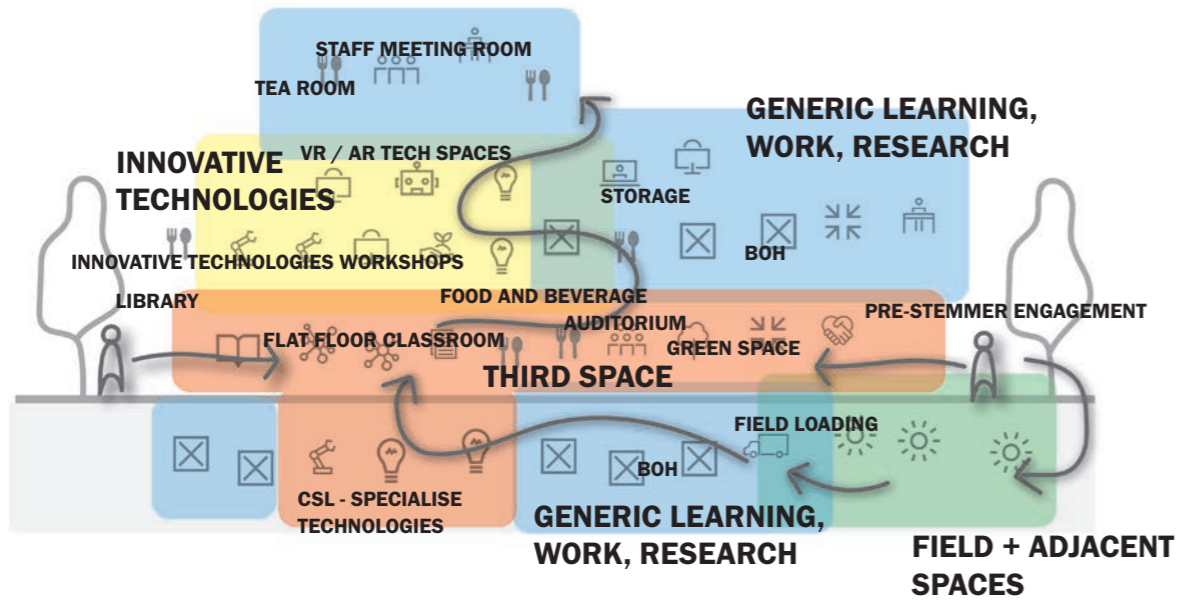 STAFF MEETING ROOM
TEA ROOM
GENERIC LEARNING,
WORK, RESEARCH
VR / AR TECH SPACES
INNOVATIVE
TECHNOLOGIES
STORAGE
BOH
INNOVATIVE TECHNOLOGIES WORKSHOPS
LIBRARY
FOOD AND BEVERAGE
PRE-STEMMER ENGAGEMENT
AUDITORIUM
FLAT FLOOR CLASSROOM
GREEN SPACE
THIRD SPACE
FIELD LOADING
BOH
CSL - SPECIALISE
TECHNOLOGIES
GENERIC LEARNING,
WORK, RESEARCH
FIELD + ADJACENT
SPACES